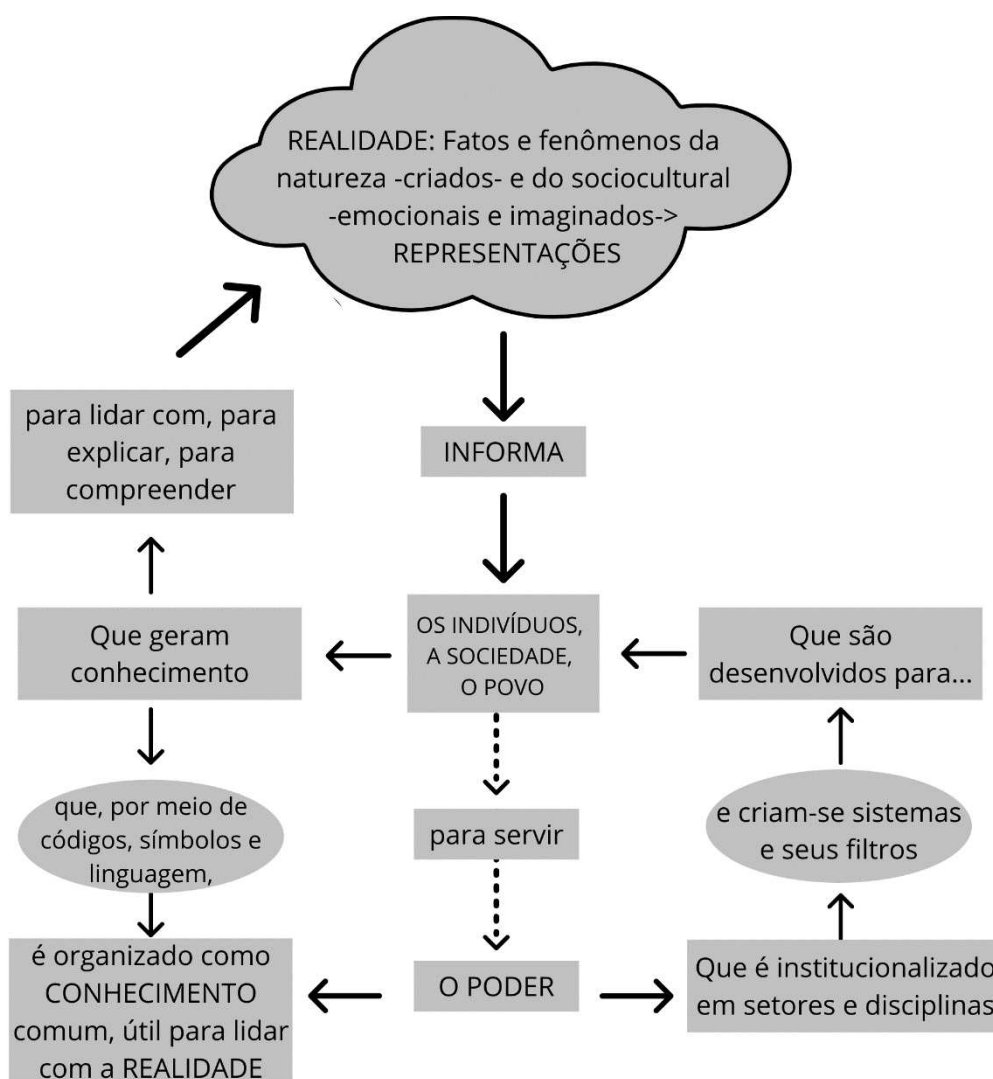 REALIDADE: Fatos e fenômenos da
natureza -criados- e do sociocultural
-emocionais e imaginados->
REPRESENTAÇÕES
para lidar com, para
explicar, para
compreender
INFORMA
Que geram
conhecimento
OS INDIVÍDUOS,
A SOCIEDADE,
O POVO
Que são
desenvolvidos para...
que, por meio de
códigos, símbolos e
linguagem,
para servir
e criam-se sistemas
e seus filtros
é organizado como
CONHECIMENTO
comum, útil para lidar
com a REALIDADE
O PODER
Que é institucionalizado
em setores e disciplinas